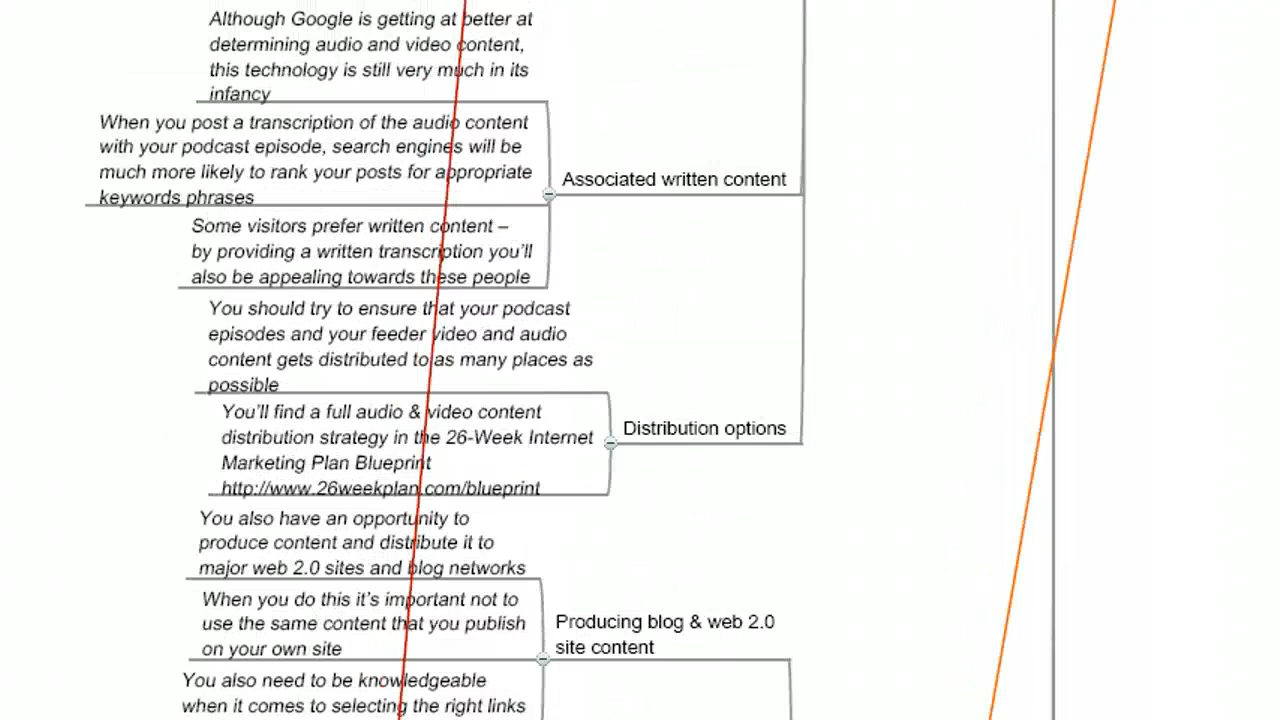 Although Google is getting at better at
determining audio and video content,
this technology is still very much in its
infancy
When you post a transcription of the audio content
with your podcast episode, search engines will be
much more likely to rank your posts for appropriate
keywords phrases
Associated written content
Some visitors prefer written content –
by providing a written transcription you'll
also be appealing towards these people
You should try to ensure that your podcast
episodes and your feeder video and audio
content gets distributed to as many places as
possible
You'll find a full audio & video content
distribution strategy in the 26-Week Internet
Marketing Plan Blueprint
http://www.26weekplan.com/blueprint
Distribution options
You also have an opportunity to
produce content and distribute it to
major web 2.0 sites and blog networks
When you do this it's important not to
use the same content that you publish
on your own site
Producing blog & web 2.0
site content
You also need to be knowledgeable
when it comes to selecting the right links